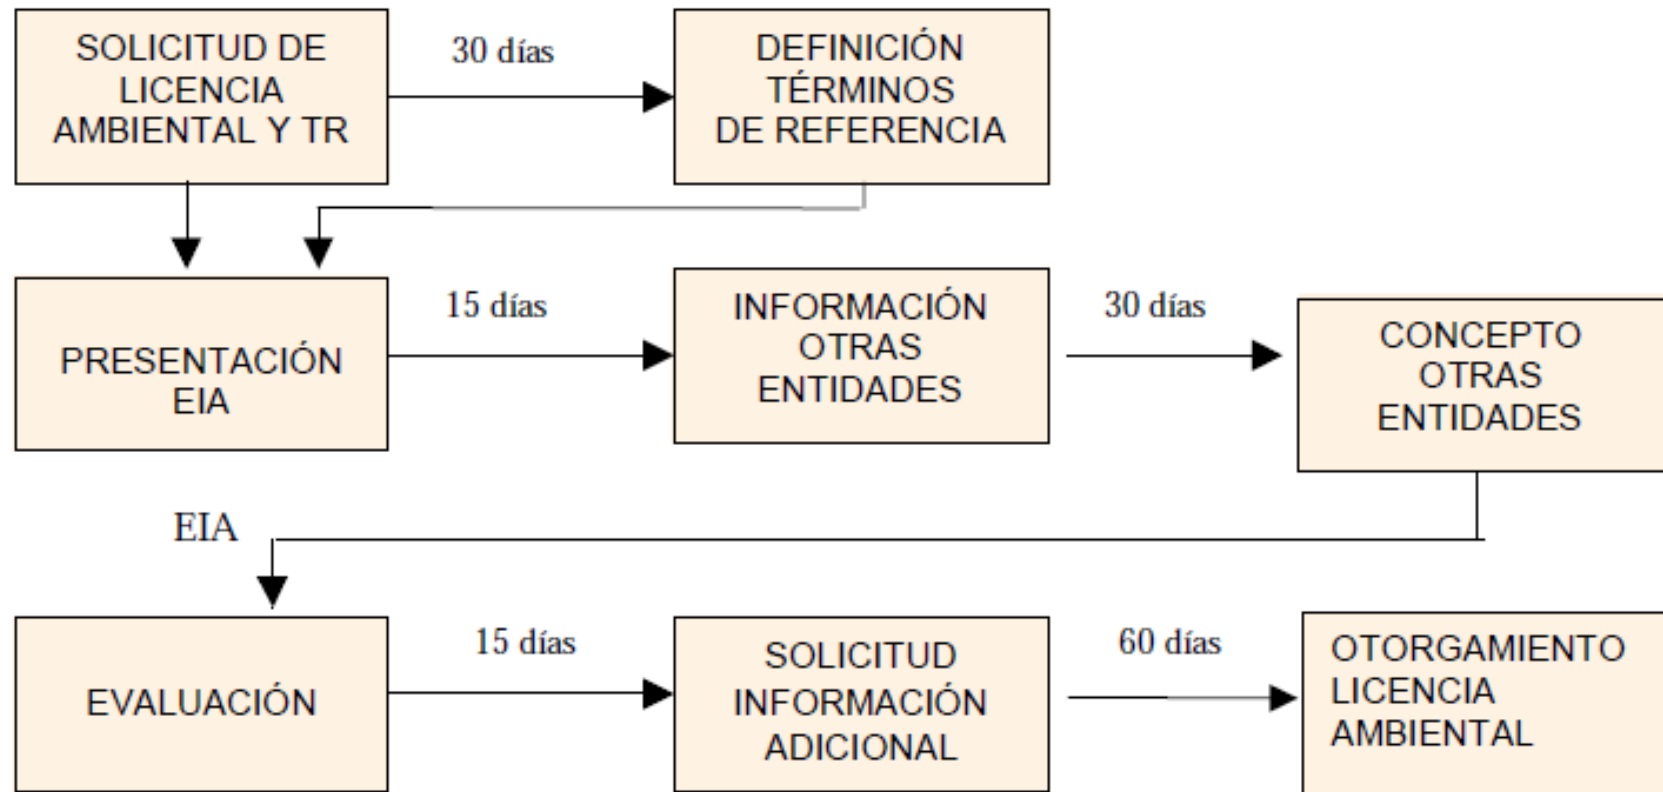 SOLICITUD DE
LICENCIA
AMBIENTAL Y TR
30 días
DEFINICIÓN
TÉRMINOS
DE REFERENCIA
PRESENTACIÓN
EIA
15 días
INFORMACIÓN
OTRAS
ENTIDADES
30 días
CONCEPTO
OTRAS
ENTIDADES
EIA
EVALUACIÓN
15 días
SOLICITUD
INFORMACIÓN
ADICIONAL
60 días
OTORGAMIENTO
LICENCIA
AMBIENTAL